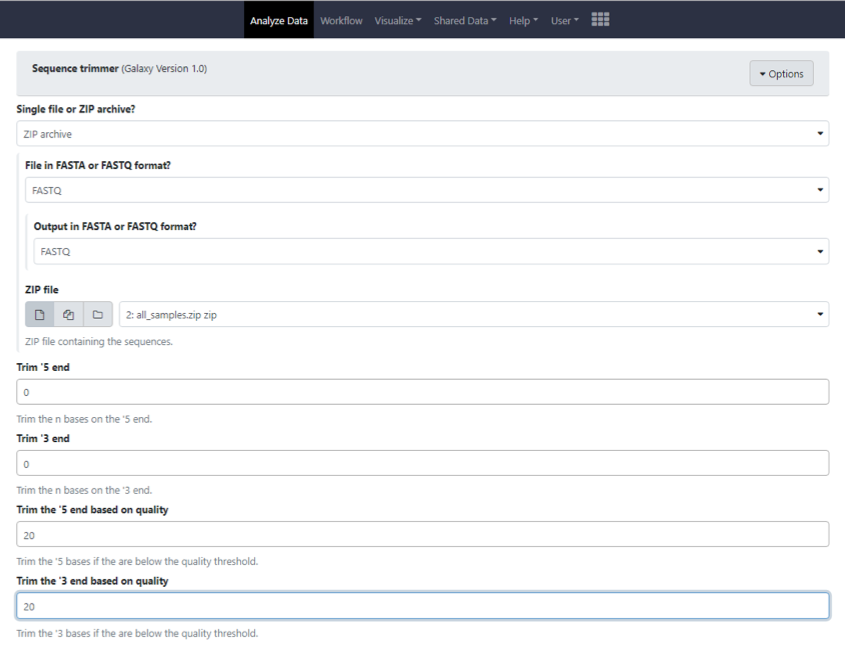 Analyze Data Workflow Visualize Shared Data Help User
Sequence trimmer (Galaxy Version 1.0)
Options
Single file or ZIP archive?
ZIP archive
File in FASTA or FASTQ format?
FASTQ
Output in FASTA or FASTQ format?
FASTQ
ZIP file
2: all_samples.zip zip
ZIP file containing the sequences.
Trim '5 end
0
Trim the n bases on the '5 end.
Trim '3 end
0
Trim the n bases on the '3 end.
Trim the '5 end based on quality
20
Trim the '5 bases if the are below the quality threshold.
Trim the '3 end based on quality
20
Trim the '3 bases if the are below the quality threshold.